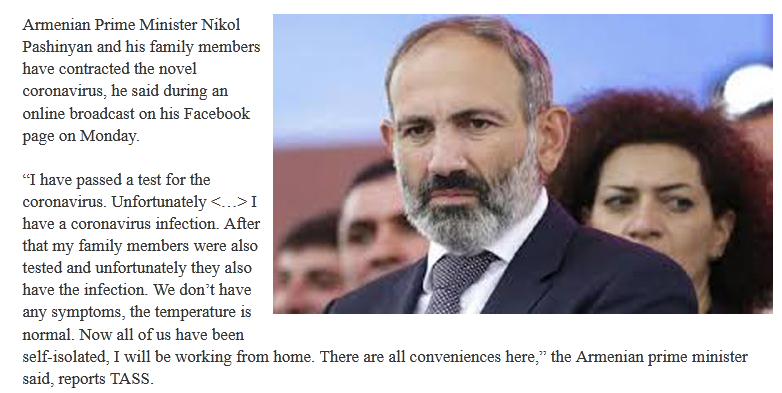 Armenian Prime Minister Nikol
Pashinyan and his family members
have contracted the novel
coronavirus, he said during an
online broadcast on his Facebook
page on Monday.
“I have passed a test for the
coronavirus. Unfortunately <…> I
have a coronavirus infection. After
that my family members were also
tested and unfortunately they also
have the infection. We don’t have
any symptoms, the temperature is
normal. Now all of us have been
self-isolated, I will be working from home. There are all conveniences here,” the Armenian prime minister
said, reports TASS.